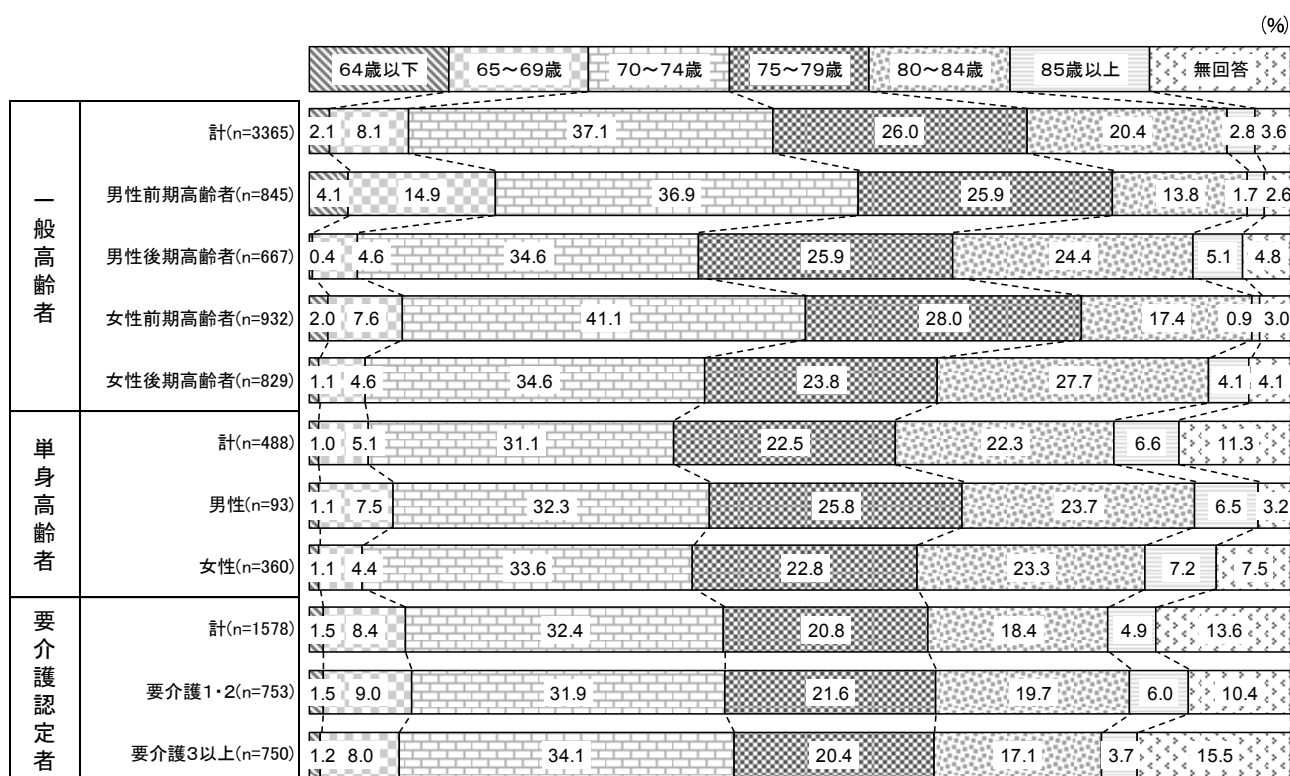 (%)
64歳以下 65～69歳 70～74歳 75～79歳 80～84歳 85歳以上 無回答
一般高齢者
計(n=3365) 2.1 8.1 37.1 26.0 20.4 2.8 3.6
男性前期高齢者(n=845) 4.1 14.9 36.9 25.9 13.8 1.7 2.6
男性後期高齢者(n=667) 0.4 4.6 34.6 25.9 24.4 5.1 4.8
女性前期高齢者(n=932) 2.0 7.6 41.1 28.0 17.4 0.9 3.0
女性後期高齢者(n=829) 1.1 4.6 34.6 23.8 27.7 4.1 4.1
単身高齢者
計(n=488) 1.0 5.1 31.1 22.5 22.3 6.6 11.3
男性(n=93) 1.1 7.5 32.3 25.8 23.7 6.5 3.2
女性(n=360) 1.1 4.4 33.6 22.8 23.3 7.2 7.5
要介護認定者
計(n=1578) 1.5 8.4 32.4 20.8 18.4 4.9 13.6
要介護1・2(n=753) 1.5 9.0 31.9 21.6 19.7 6.0 10.4
要介護3以上(n=750) 1.2 8.0 34.1 20.4 17.1 3.7 15.5